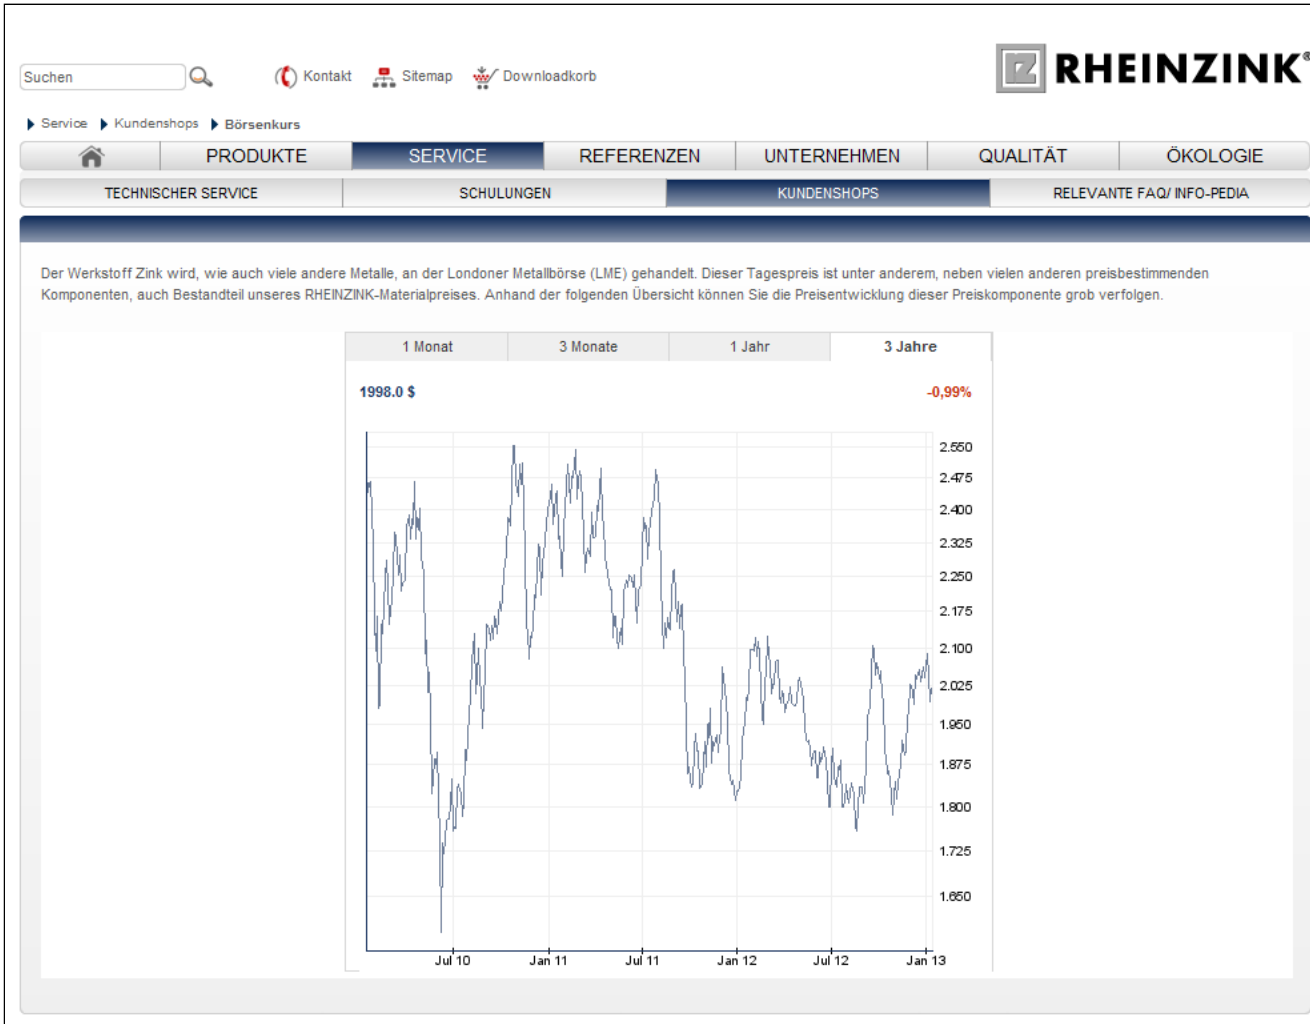 Suchen
Kontakt
Sitemap
Downloadkorb
RHEINZINK®
Service
Kundenshops
Börsenkurs
PRODUKTE
SERVICE
REFERENZEN
UNTERNEHMEN
QUALITÄT
ÖKOLOGIE
TECHNISCHER SERVICE
SCHULUNGEN
KUNDENSHOPS
RELEVANTE FAQ/ INFO-PEDIA
Der Werkstoff Zink wird, wie auch viele andere Metalle, an der Londoner Metallbörse (LME) gehandelt. Dieser Tagespreis ist unter anderem, neben vielen anderen preisbestimmenden
Komponenten, auch Bestandteil unseres RHEINZINK-Materialpreises. Anhand der folgenden Übersicht können Sie die Preisentwicklung dieser Preiskomponente grob verfolgen.
1 Monat
3 Monate
1 Jahr
3 Jahre
1998.0 $
-0,99%
2.550
2.475
2.400
2.325
2.250
2.175
2.100
2.025
1.950
1.875
1.800
1.725
1.650
Jul 10
Jan 11
Jul 11
Jan 12
Jul 12
Jan 13